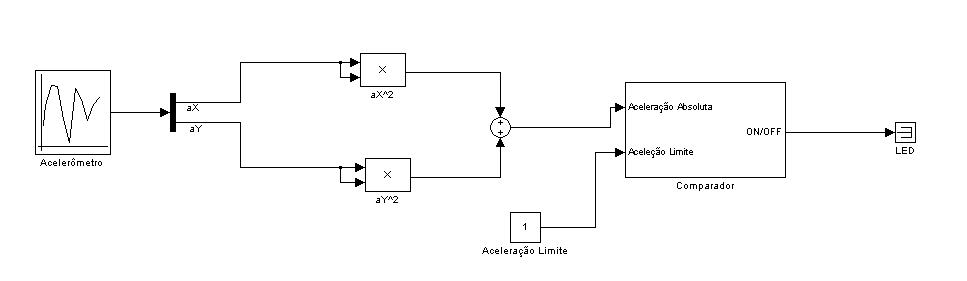 Acelerômetro
aX
aY
×
aX^2
×
aY^2
+
+
1
Aceleração Limite
Aceleração Absoluta
Aceleção Limite
ON/OFF
Comparador
LED